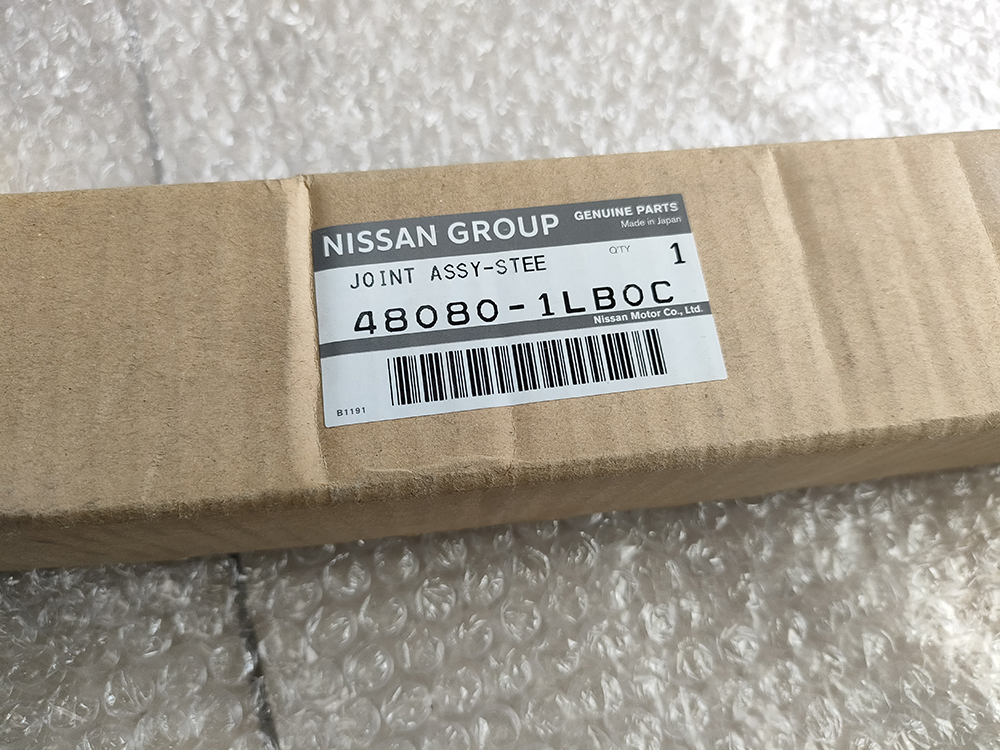 NISSAN GROUP GENUINE PARTS
Made in Japan
JOINT ASSY-STEE Q'TY 1
48080-1LB0C
Nissan Motor Co., Ltd.
B1191